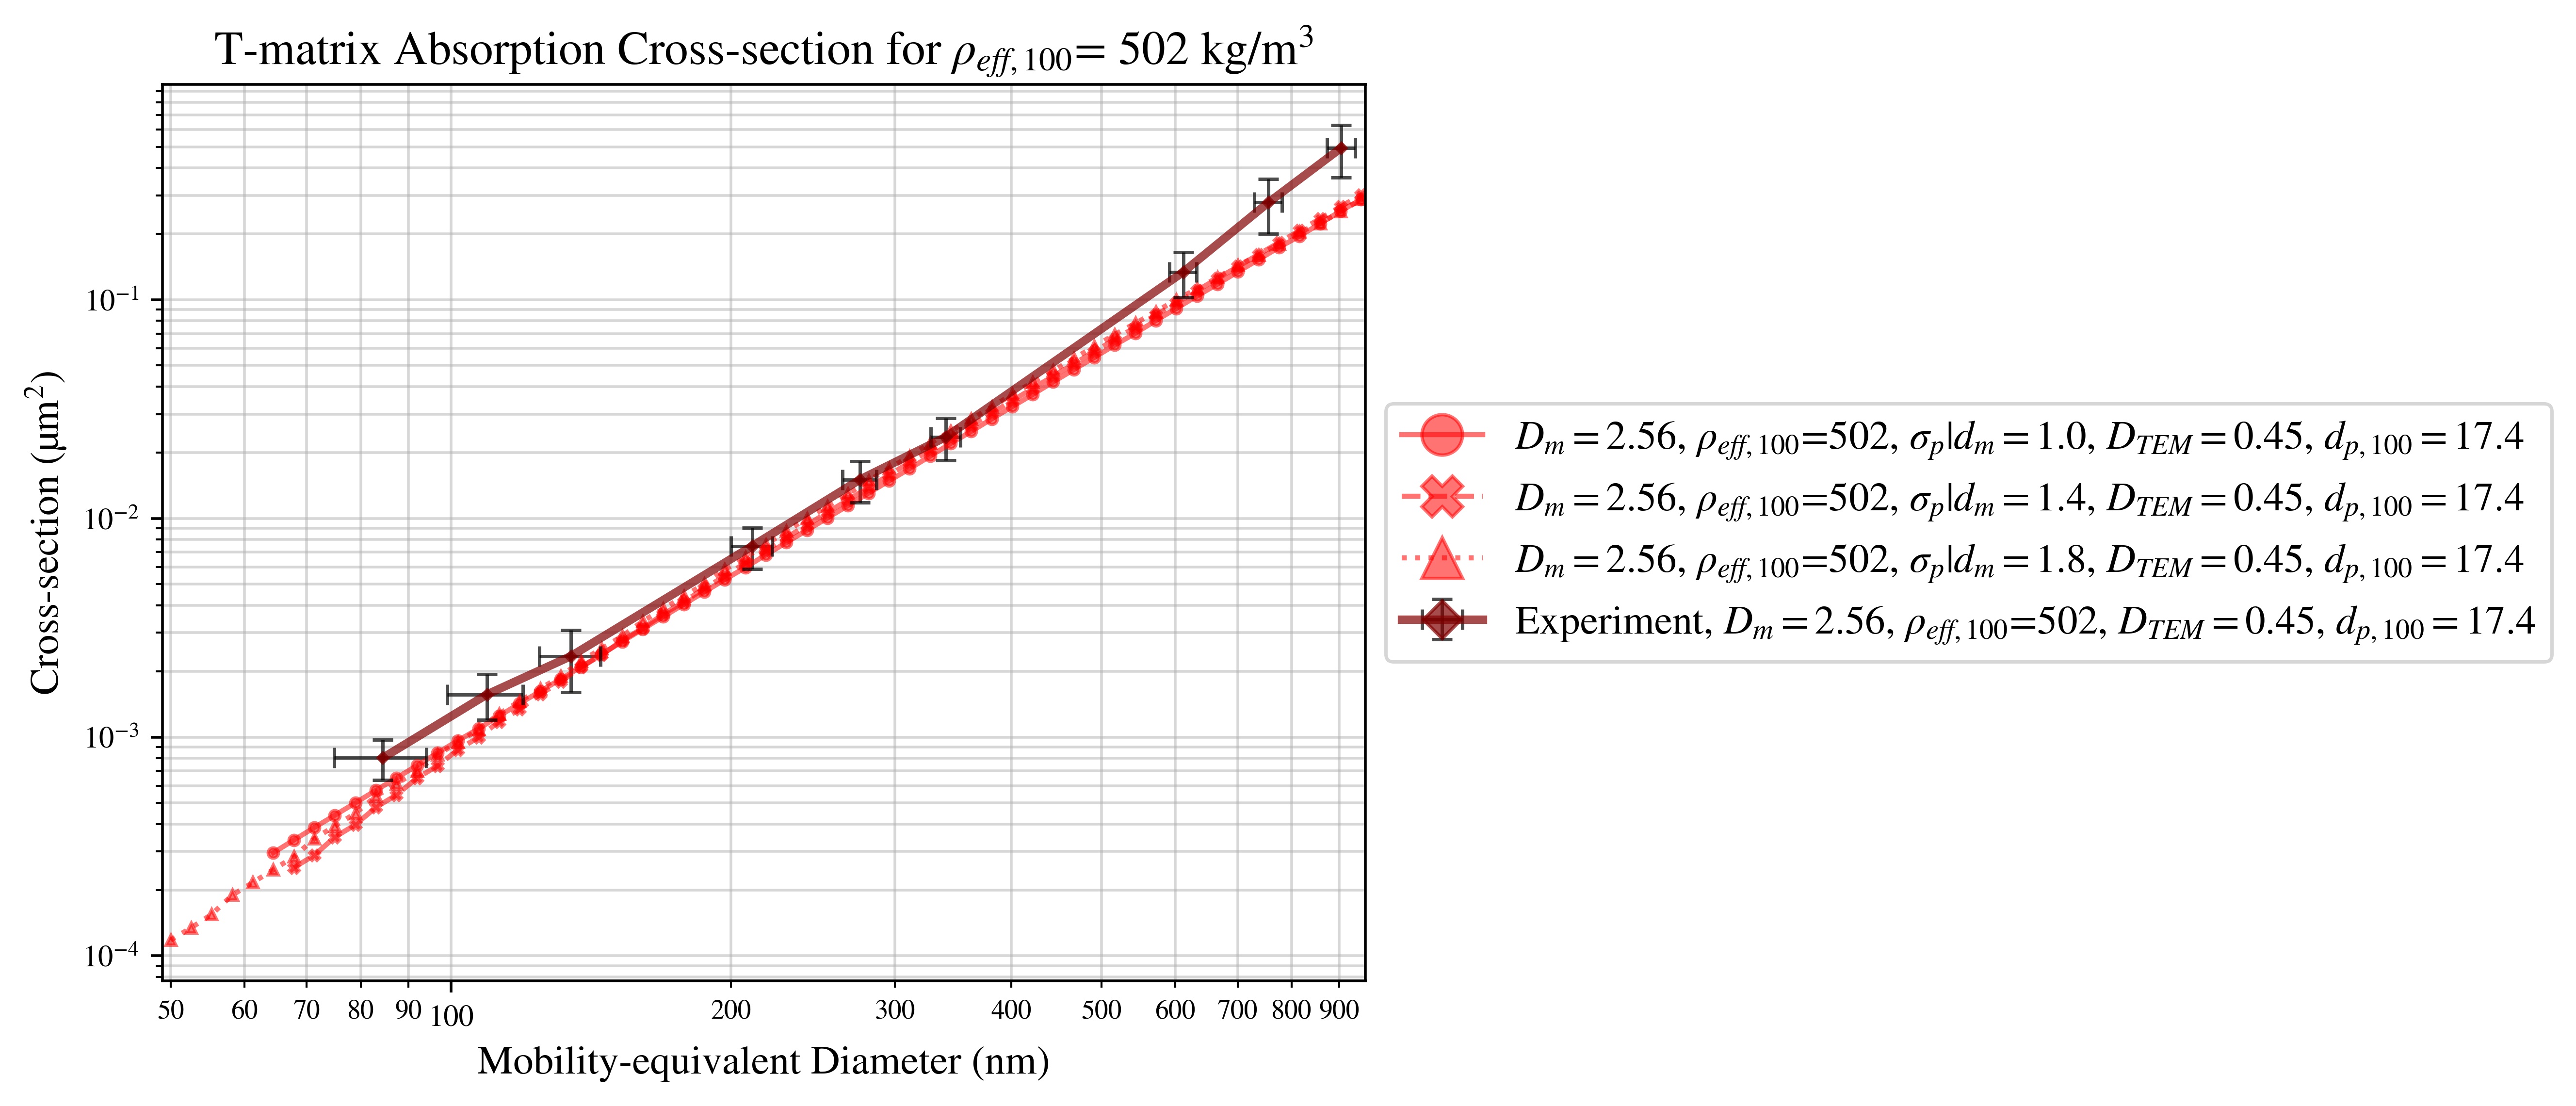 T-matrix Absorption Cross-section for ρeff, 100= 502 kg/m³
Cross-section (μm²)
10⁻¹
10⁻²
10⁻³
10⁻⁴
50 60 70 80 90 100 200 300 400 500 600 700 800 900
Mobility-equivalent Diameter (nm)
Dm = 2.56, ρeff, 100=502, σp|dm = 1.0, DTEM = 0.45, dp, 100 = 17.4
Dm = 2.56, ρeff, 100=502, σp|dm = 1.4, DTEM = 0.45, dp, 100 = 17.4
Dm = 2.56, ρeff, 100=502, σp|dm = 1.8, DTEM = 0.45, dp, 100 = 17.4
Experiment, Dm = 2.56, ρeff, 100=502, DTEM = 0.45, dp, 100 = 17.4